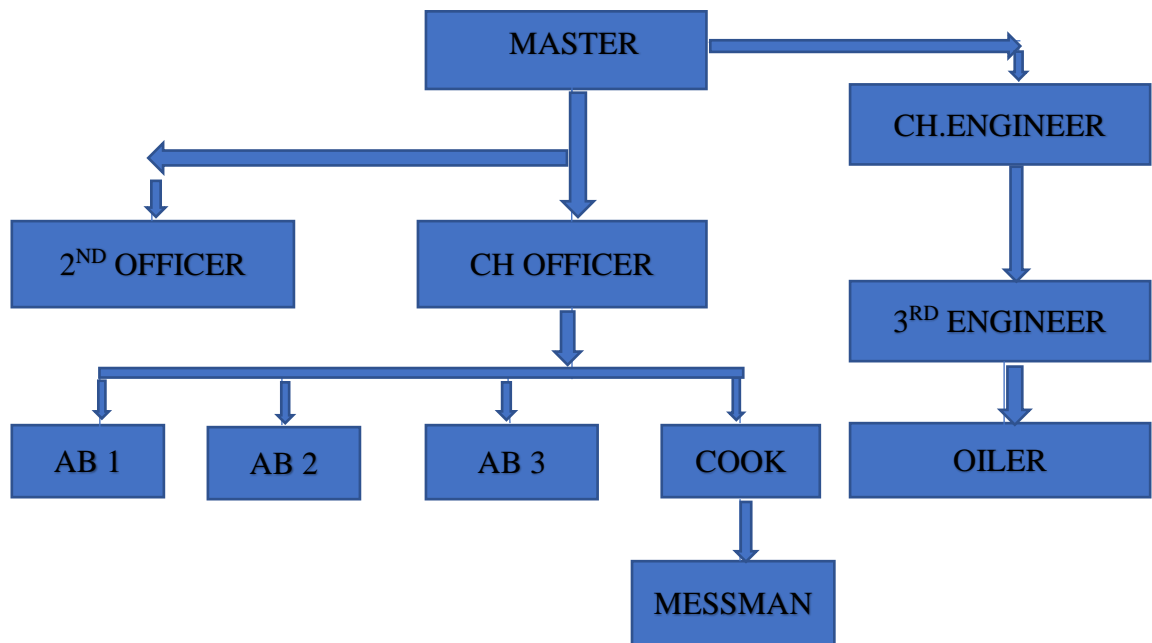 MASTER
CH.ENGINEER
2ND OFFICER
CH OFFICER
3RD ENGINEER
AB 1
AB 2
AB 3
COOK
OILER
MESSMAN